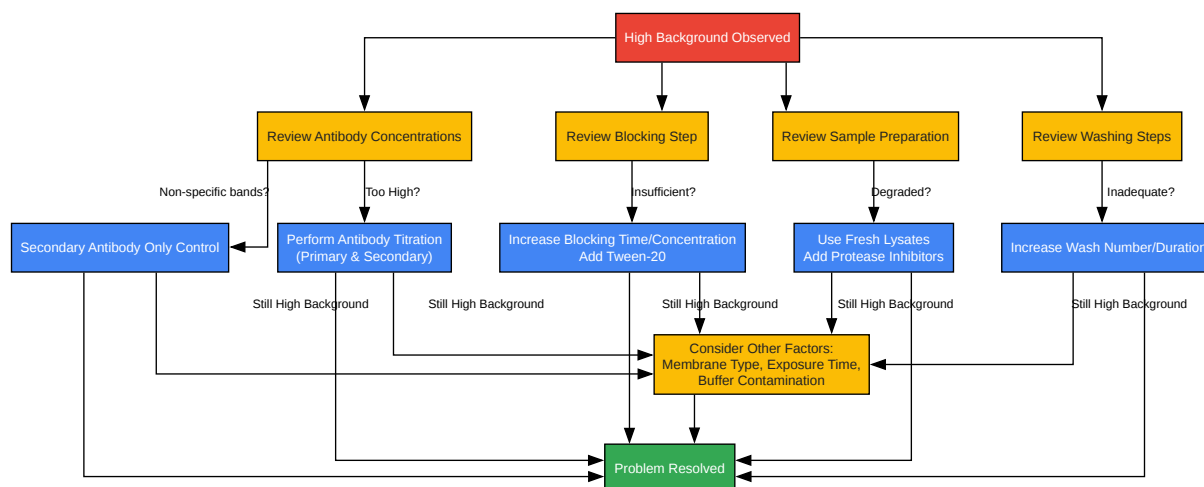 High Background Observed
Review Antibody Concentrations
Review Blocking Step
Review Sample Preparation
Review Washing Steps
Non-specific bands?
Too High?
Insufficient?
Degraded?
Inadequate?
Secondary Antibody Only Control
Perform Antibody Titration
(Primary & Secondary)
Increase Blocking Time/Concentration
Add Tween-20
Use Fresh Lysates
Add Protease Inhibitors
Increase Wash Number/Duration
Still High Background
Still High Background
Still High Background
Still High Background
Still High Background
Consider Other Factors:
Membrane Type, Exposure Time,
Buffer Contamination
Problem Resolved